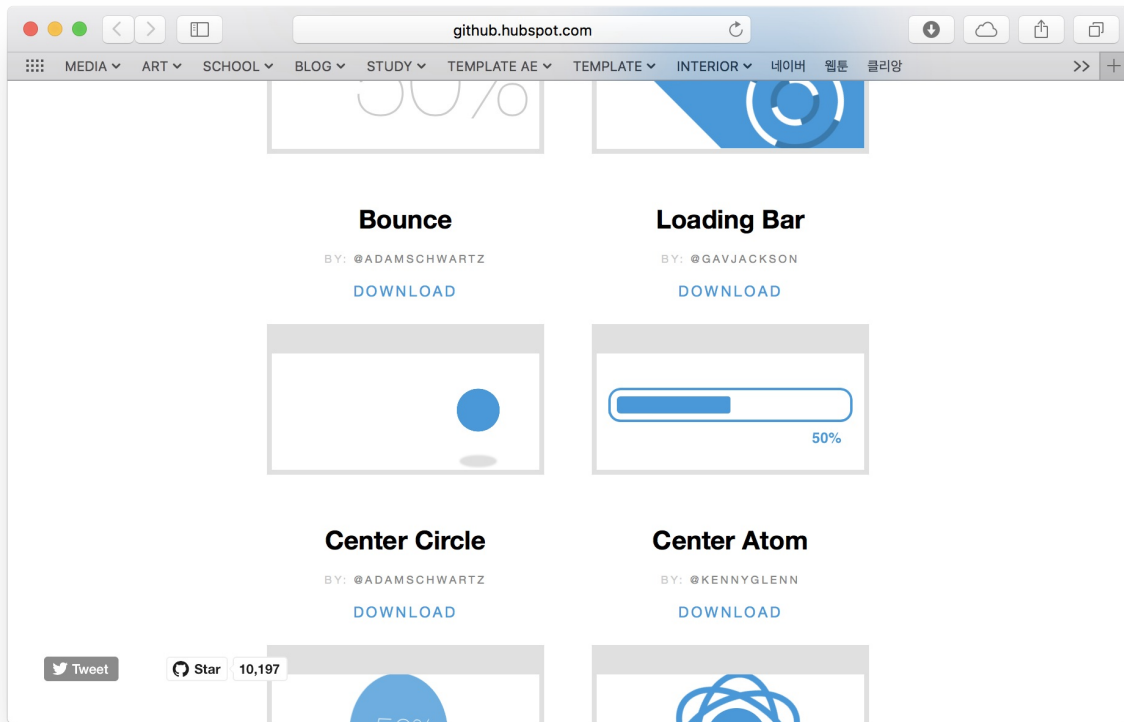 github.hubspot.com
MEDIA ART SCHOOL BLOG STUDY TEMPLATE AE TEMPLATE INTERIOR 네이버 웹툰 클리앙
50%
Bounce
BY: @ADAMSCHWARTZ
DOWNLOAD
Loading Bar
BY: @GAVJACKSON
DOWNLOAD
50%
Center Circle
BY: @ADAMSCHWARTZ
DOWNLOAD
Center Atom
BY: @KENNYGLENN
DOWNLOAD
Tweet
Star 10,197
50%